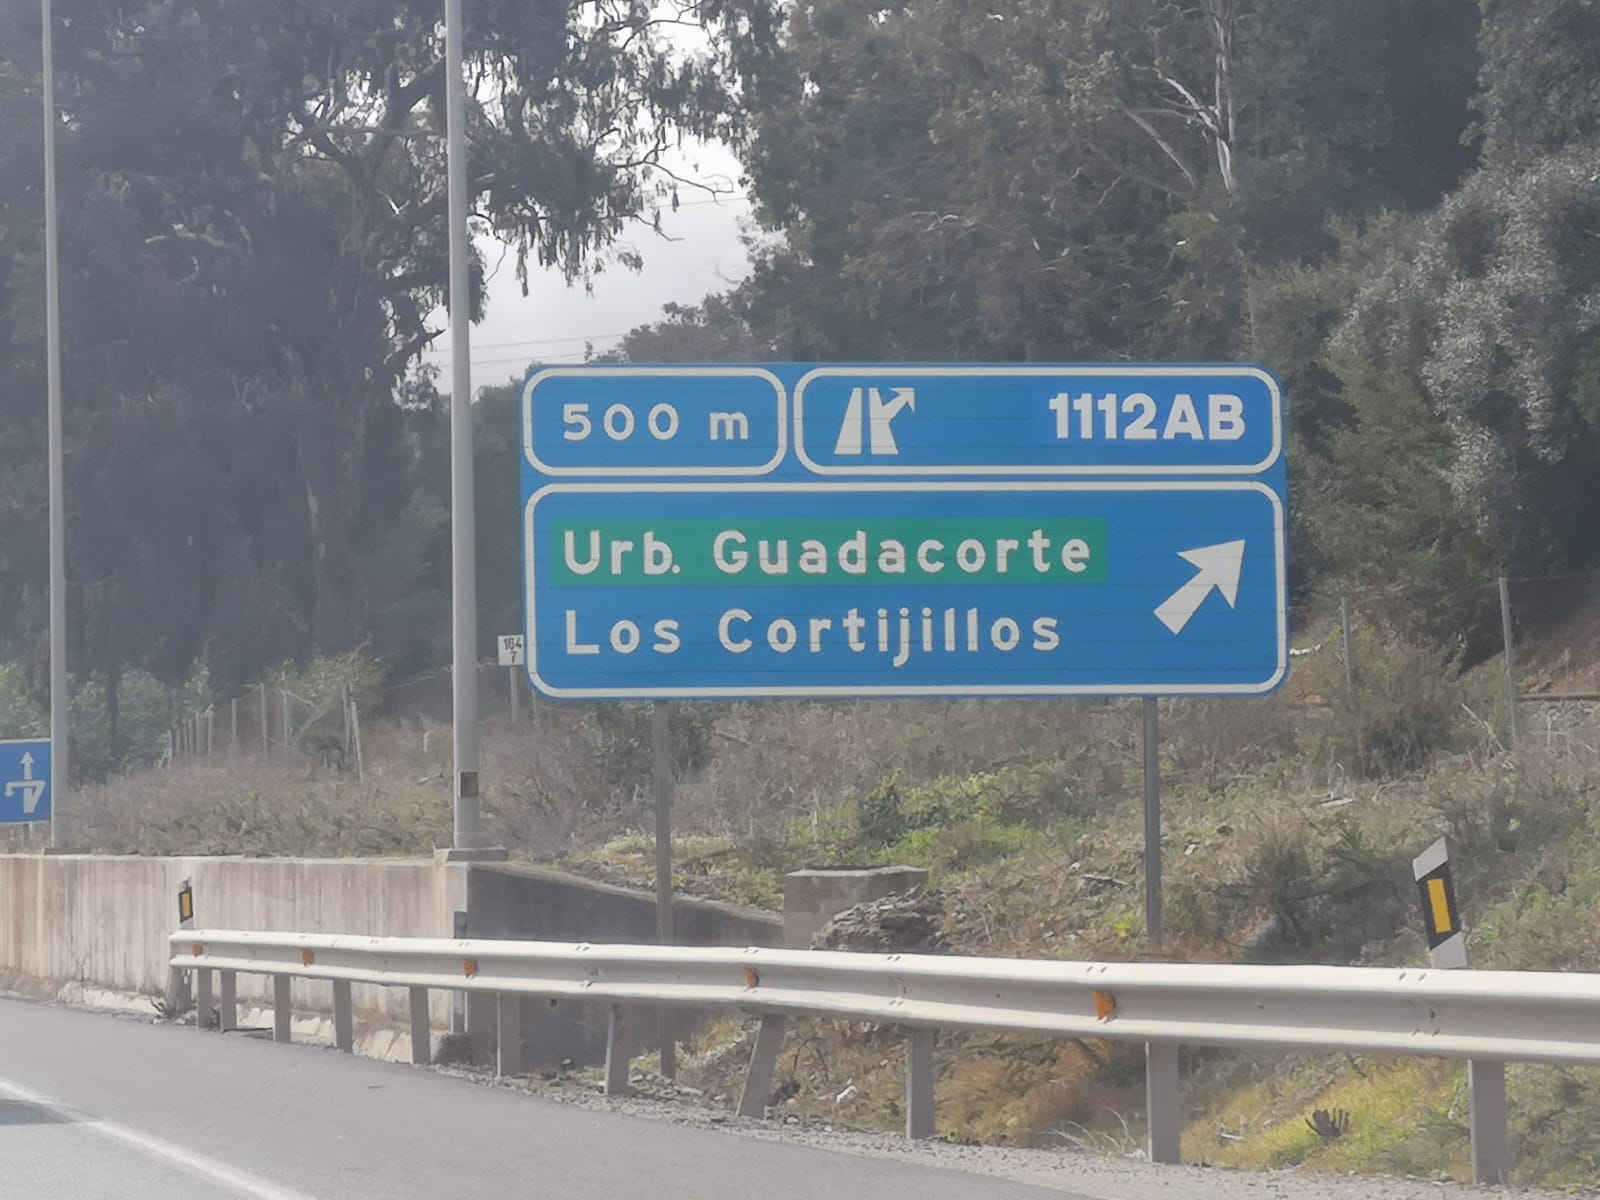 500 m
1112AB
Urb. Guadacorte
Los Cortijillos
164
7